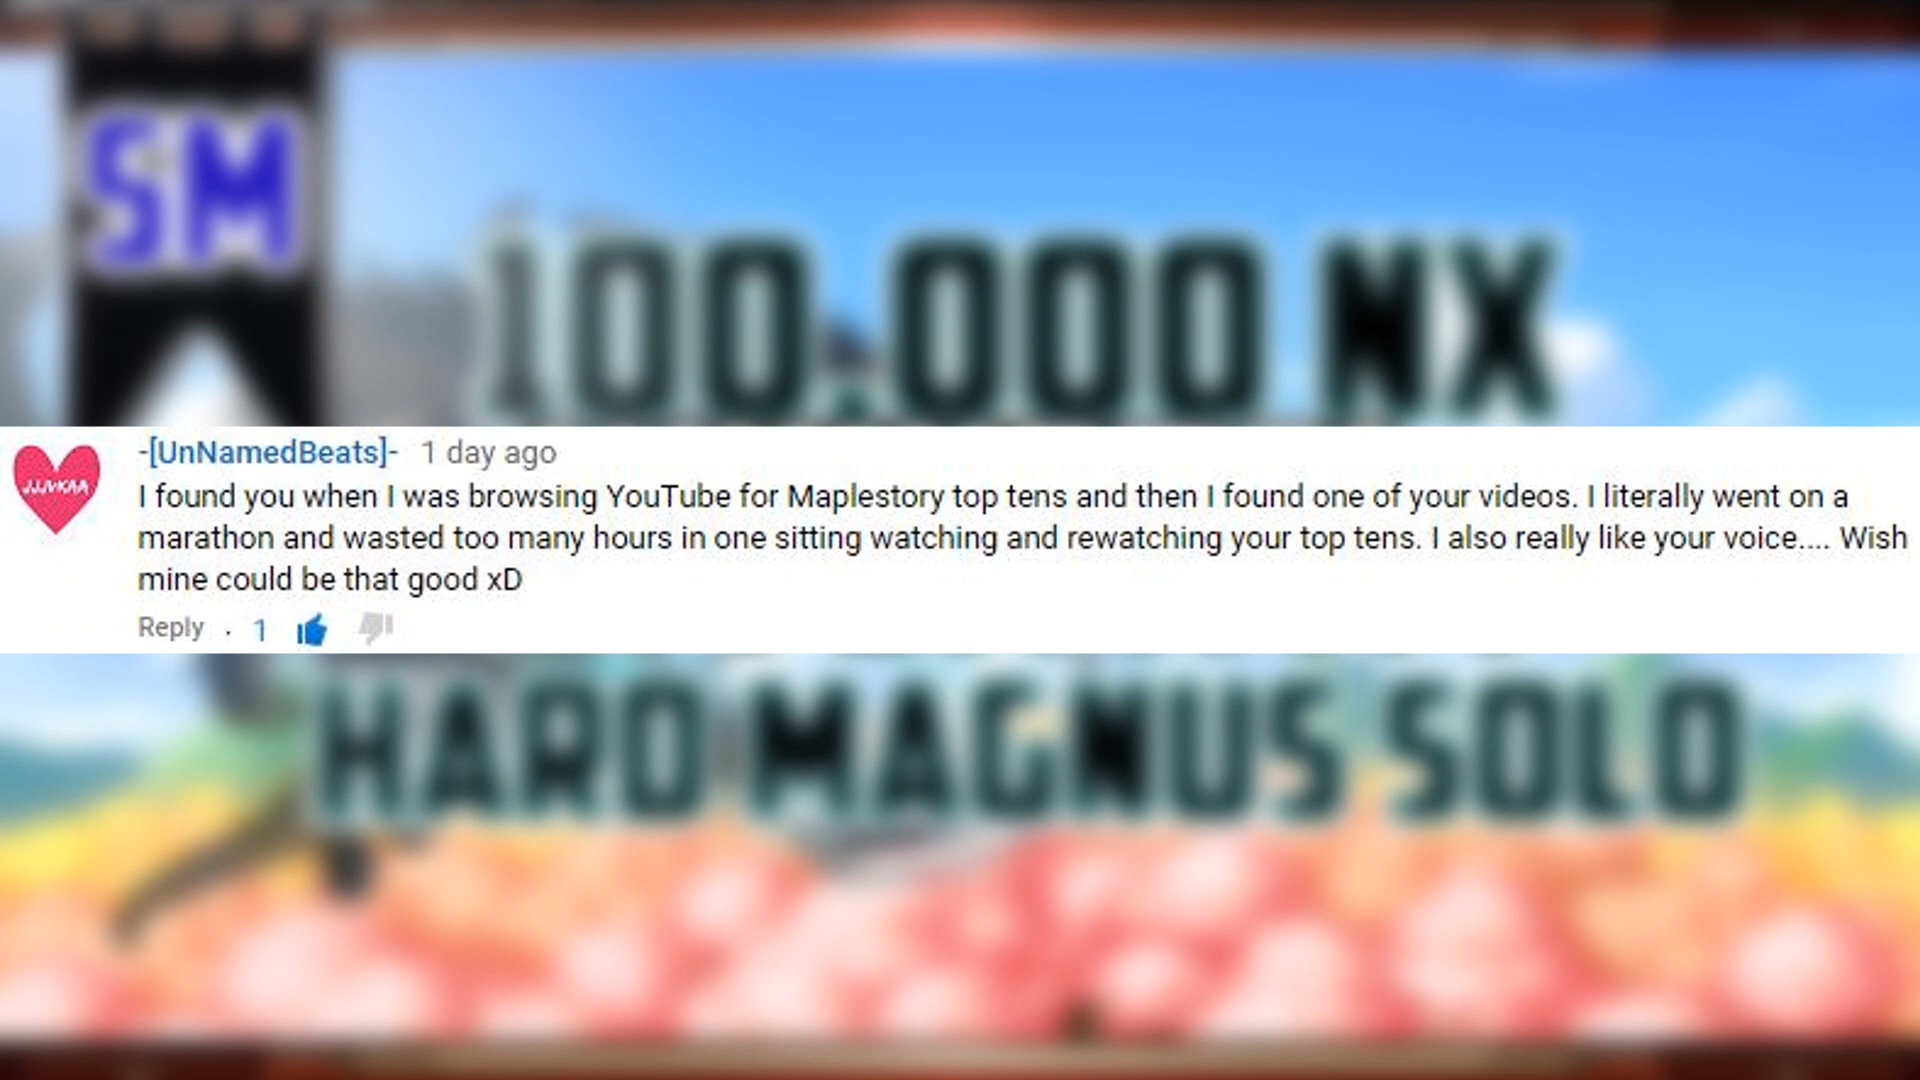 SM
100.000 NX
-[UnNamedBeats]- 1 day ago
JJJVKAA
I found you when I was browsing YouTube for Maplestory top tens and then I found one of your videos. I literally went on a
marathon and wasted too many hours in one sitting watching and rewatching your top tens. I also really like your voice.... Wish
mine could be that good xD
Reply . 1
HARD MAGNUS SOLO